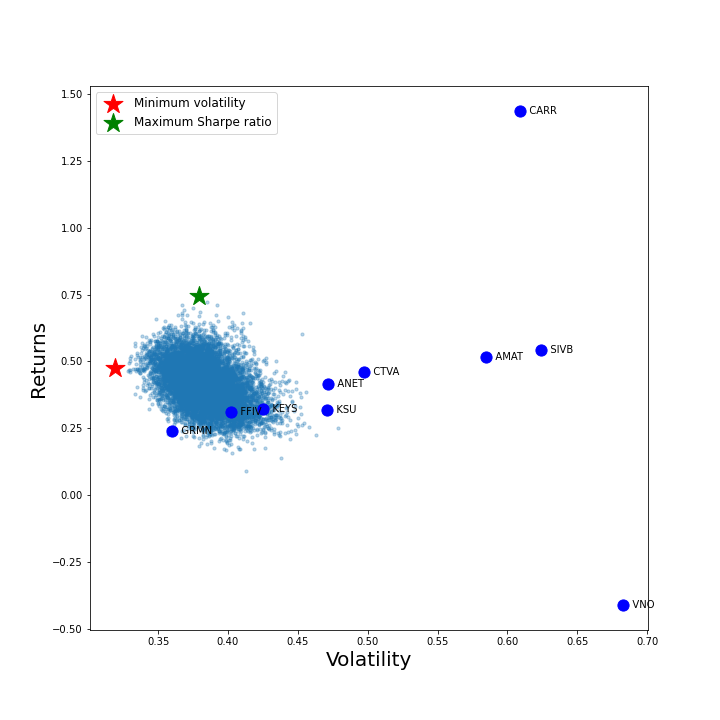 1.50
1.25
1.00
0.75
0.50
0.25
0.00
−0.25
−0.50
Returns
Minimum volatility
Maximum Sharpe ratio
CARR
SIVB
AMAT
CTVA
ANET
KSU
KEYS
FFIV
GRMN
VNO
0.35 0.40 0.45 0.50 0.55 0.60 0.65 0.70
Volatility